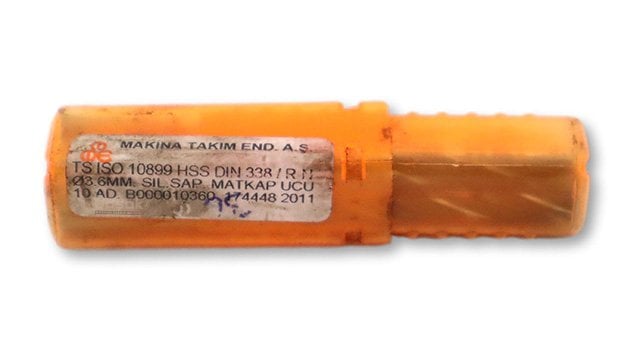 MAKINA TAKIM END. A.S.
TS ISO 10899 HSS DIN 338 / R N
Ø3.6MM. SIL.SAP. MATKAP UCU
10 AD. B000010360 174448 2011